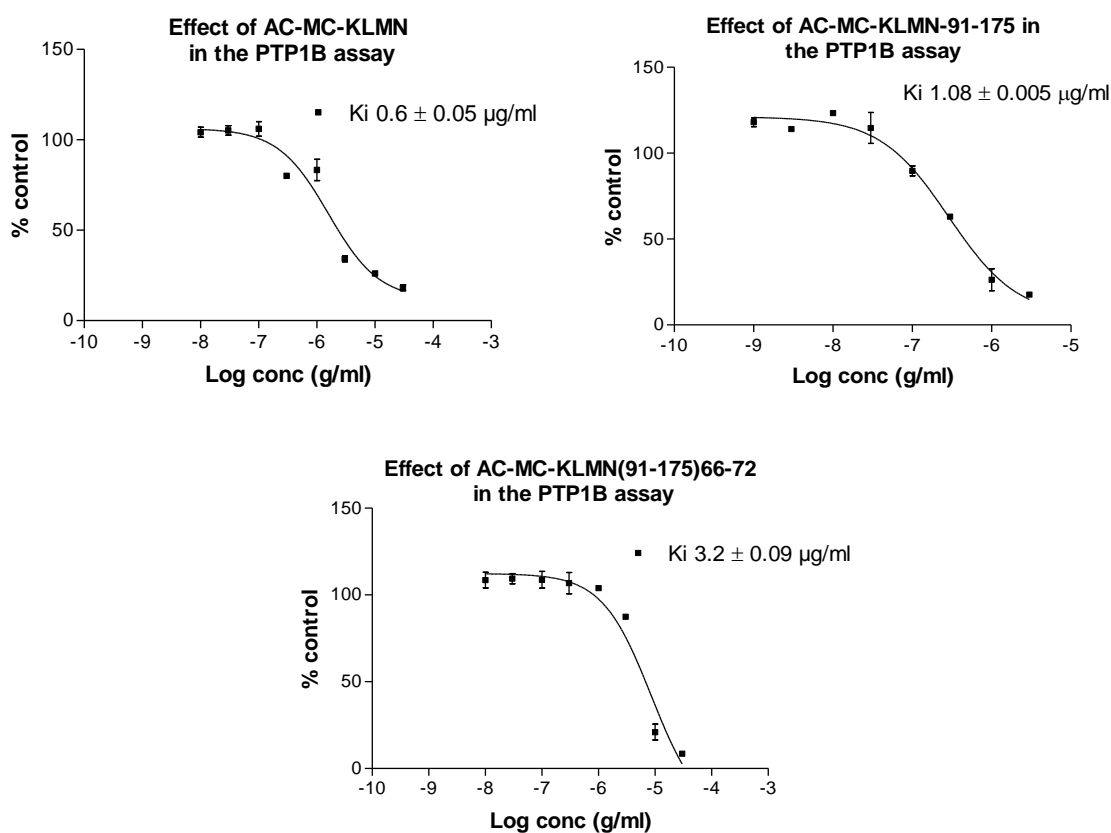 Effect of AC-MC-KLMN
in the PTP1B assay
150
100
50
0
% control
Ki 0.6 ± 0.05 µg/ml
-10 -9 -8 -7 -6 -5 -4 -3
Log conc (g/ml)
Effect of AC-MC-KLMN-91-175 in
the PTP1B assay
150
100
50
0
% control
Ki 1.08 ± 0.005 µg/ml
-10 -9 -8 -7 -6 -5
Log conc (g/ml)
Effect of AC-MC-KLMN(91-175)66-72
in the PTP1B assay
150
100
50
0
% control
Ki 3.2 ± 0.09 µg/ml
-10 -9 -8 -7 -6 -5 -4 -3
Log conc (g/ml)